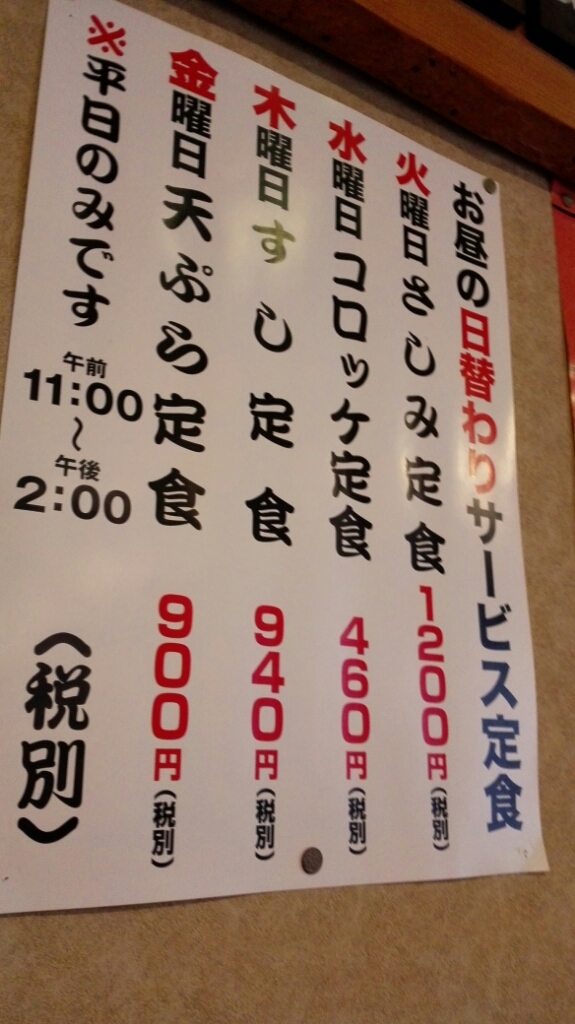 お昼の日替わりサービス定食
火曜日さしみ定食 1200円(税別)
水曜日コロッケ定食 460円(税別)
木曜日すし定食 940円(税別)
金曜日天ぷら定食 900円(税別)
※平日のみです 午前11:00〜午後2:00 (税別)